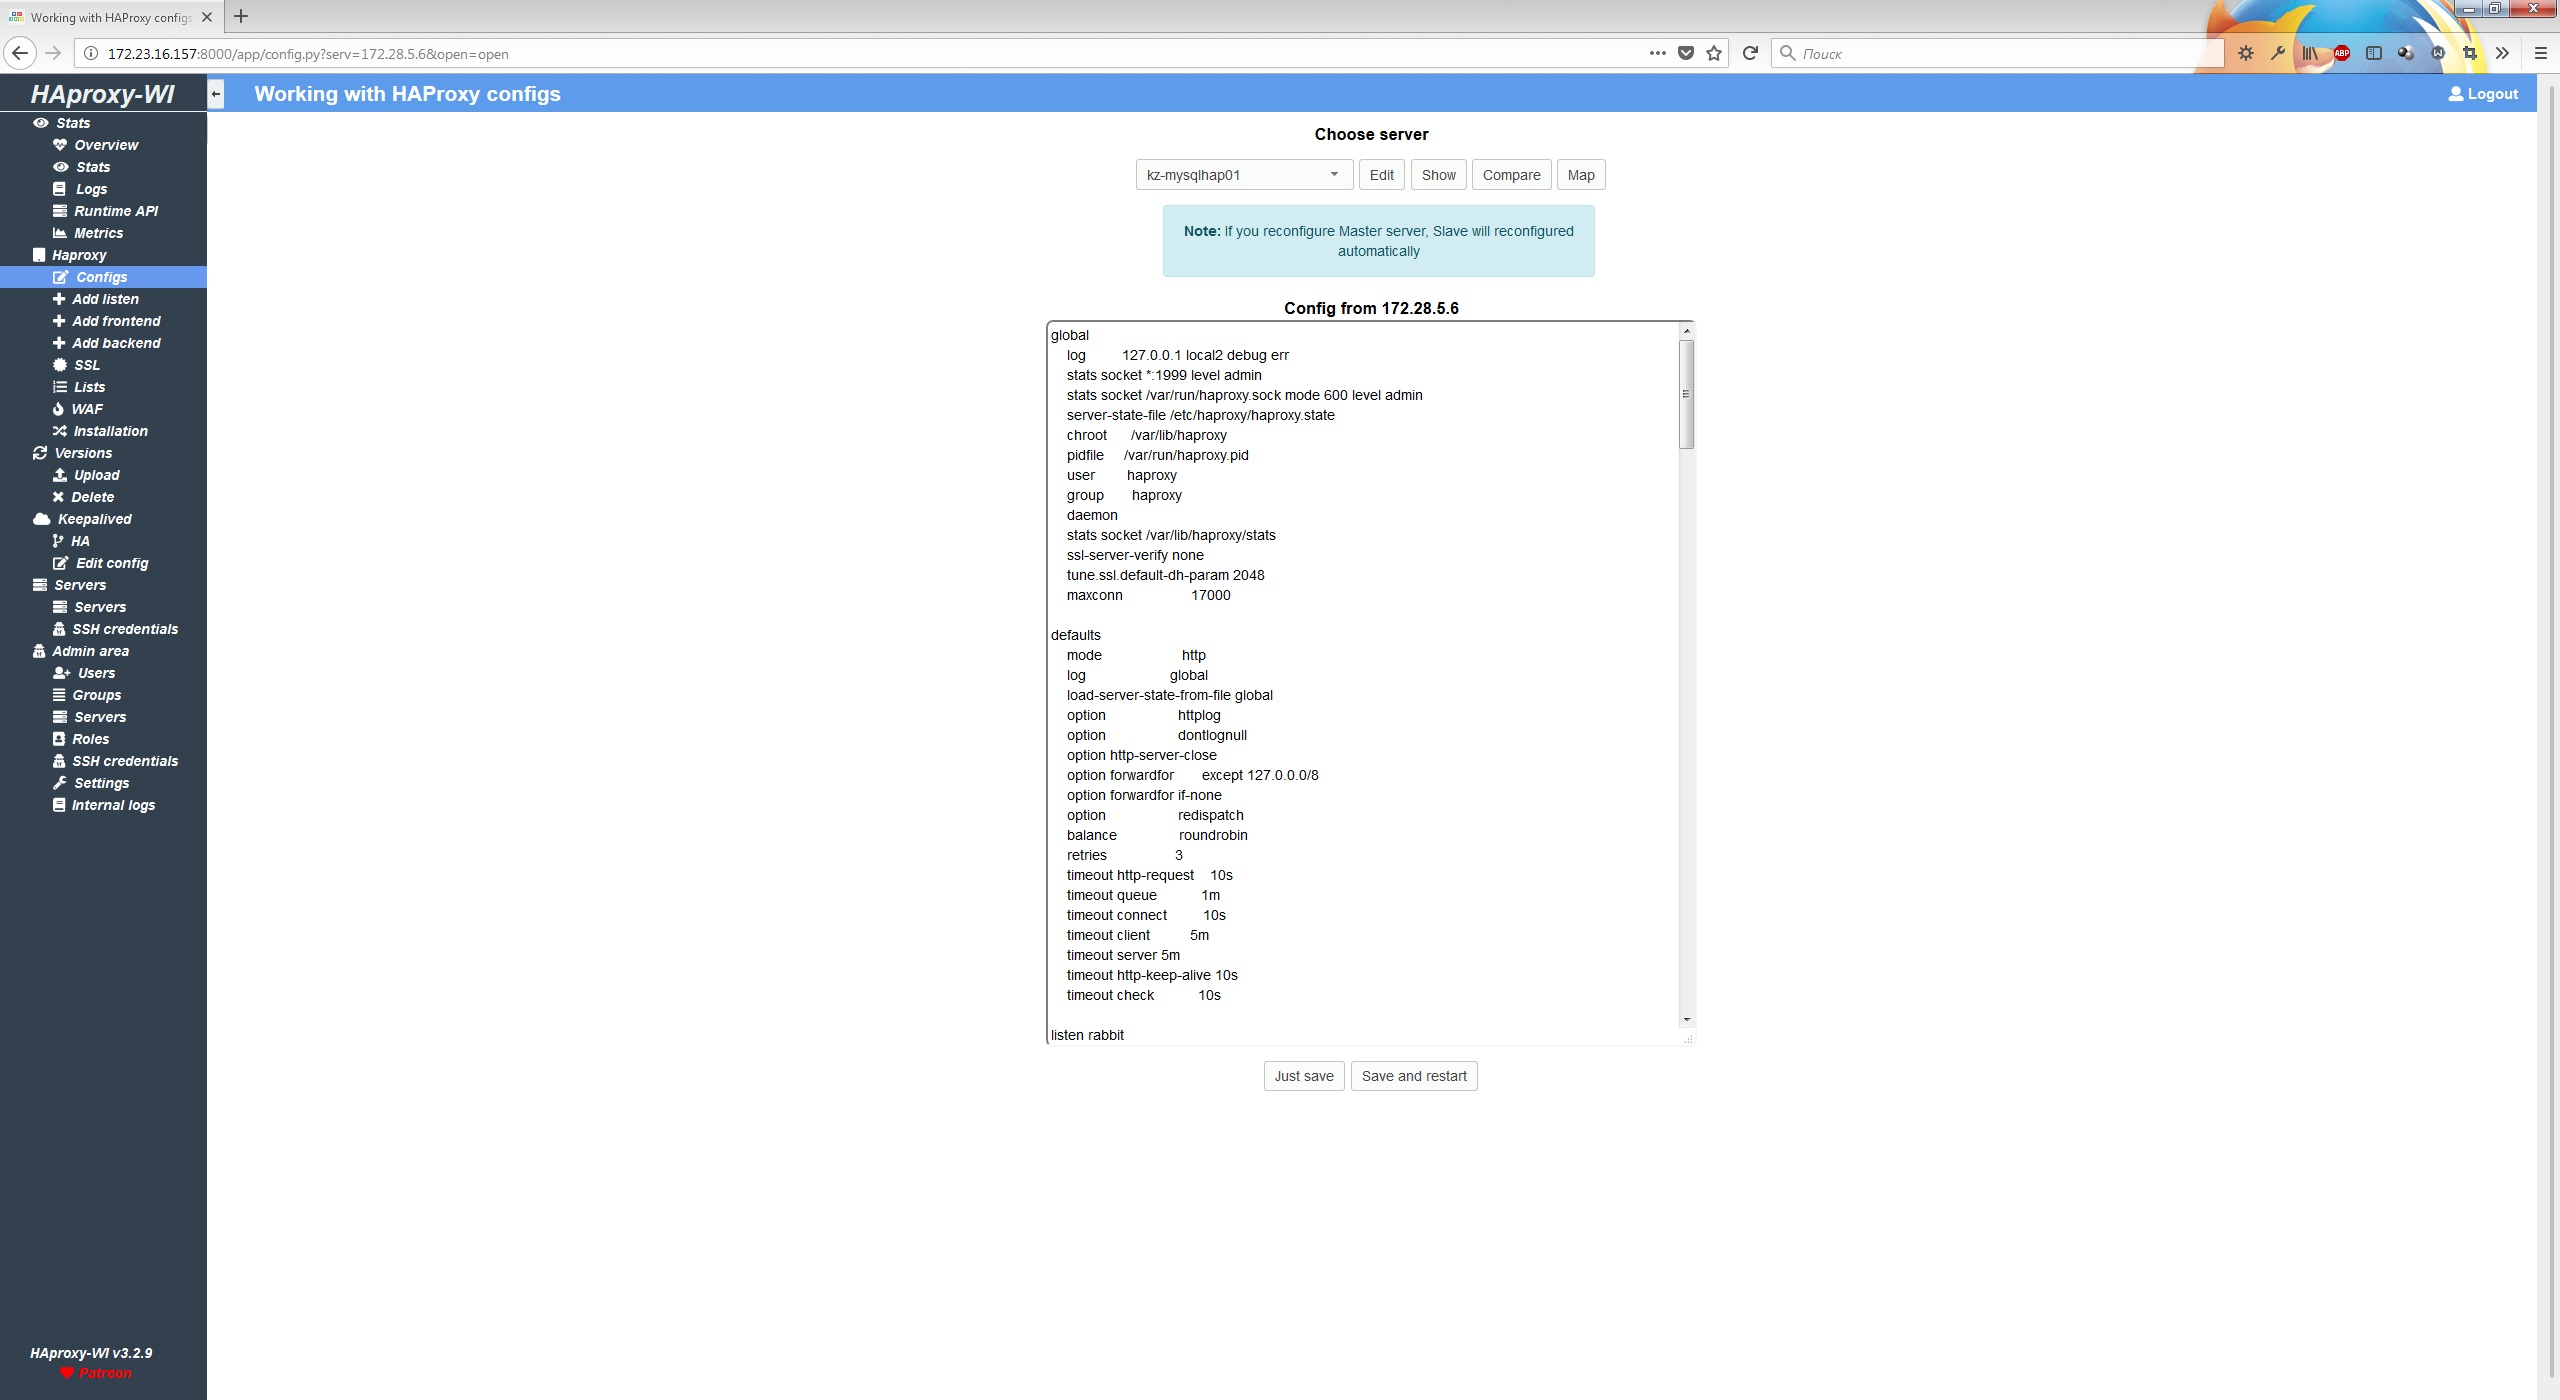 Working with HAProxy configs
172.23.16.157:8000/app/config.py?serv=172.28.5.6&open=open
Поиск
ABP
HAproxy-WI
Working with HAProxy configs
Logout
Stats
Overview
Stats
Logs
Runtime API
Metrics
Haproxy
Configs
Add listen
Add frontend
Add backend
SSL
Lists
WAF
Installation
Versions
Upload
Delete
Keepalived
HA
Edit config
Servers
Servers
SSH credentials
Admin area
Users
Groups
Servers
Roles
SSH credentials
Settings
Internal logs
HAproxy-WI v3.2.9
Patreon
Choose server
kz-mysqlhap01 Edit Show Compare Map
Note: If you reconfigure Master server, Slave will reconfigured
automatically
Config from 172.28.5.6
global
log 127.0.0.1 local2 debug err
stats socket *:1999 level admin
stats socket /var/run/haproxy.sock mode 600 level admin
server-state-file /etc/haproxy/haproxy.state
chroot /var/lib/haproxy
pidfile /var/run/haproxy.pid
user haproxy
group haproxy
daemon
stats socket /var/lib/haproxy/stats
ssl-server-verify none
tune.ssl.default-dh-param 2048
maxconn 17000
defaults
mode http
log global
load-server-state-from-file global
option httplog
option dontlognull
option http-server-close
option forwardfor except 127.0.0.0/8
option forwardfor if-none
option redispatch
balance roundrobin
retries 3
timeout http-request 10s
timeout queue 1m
timeout connect 10s
timeout client 5m
timeout server 5m
timeout http-keep-alive 10s
timeout check 10s
listen rabbit
Just save Save and restart